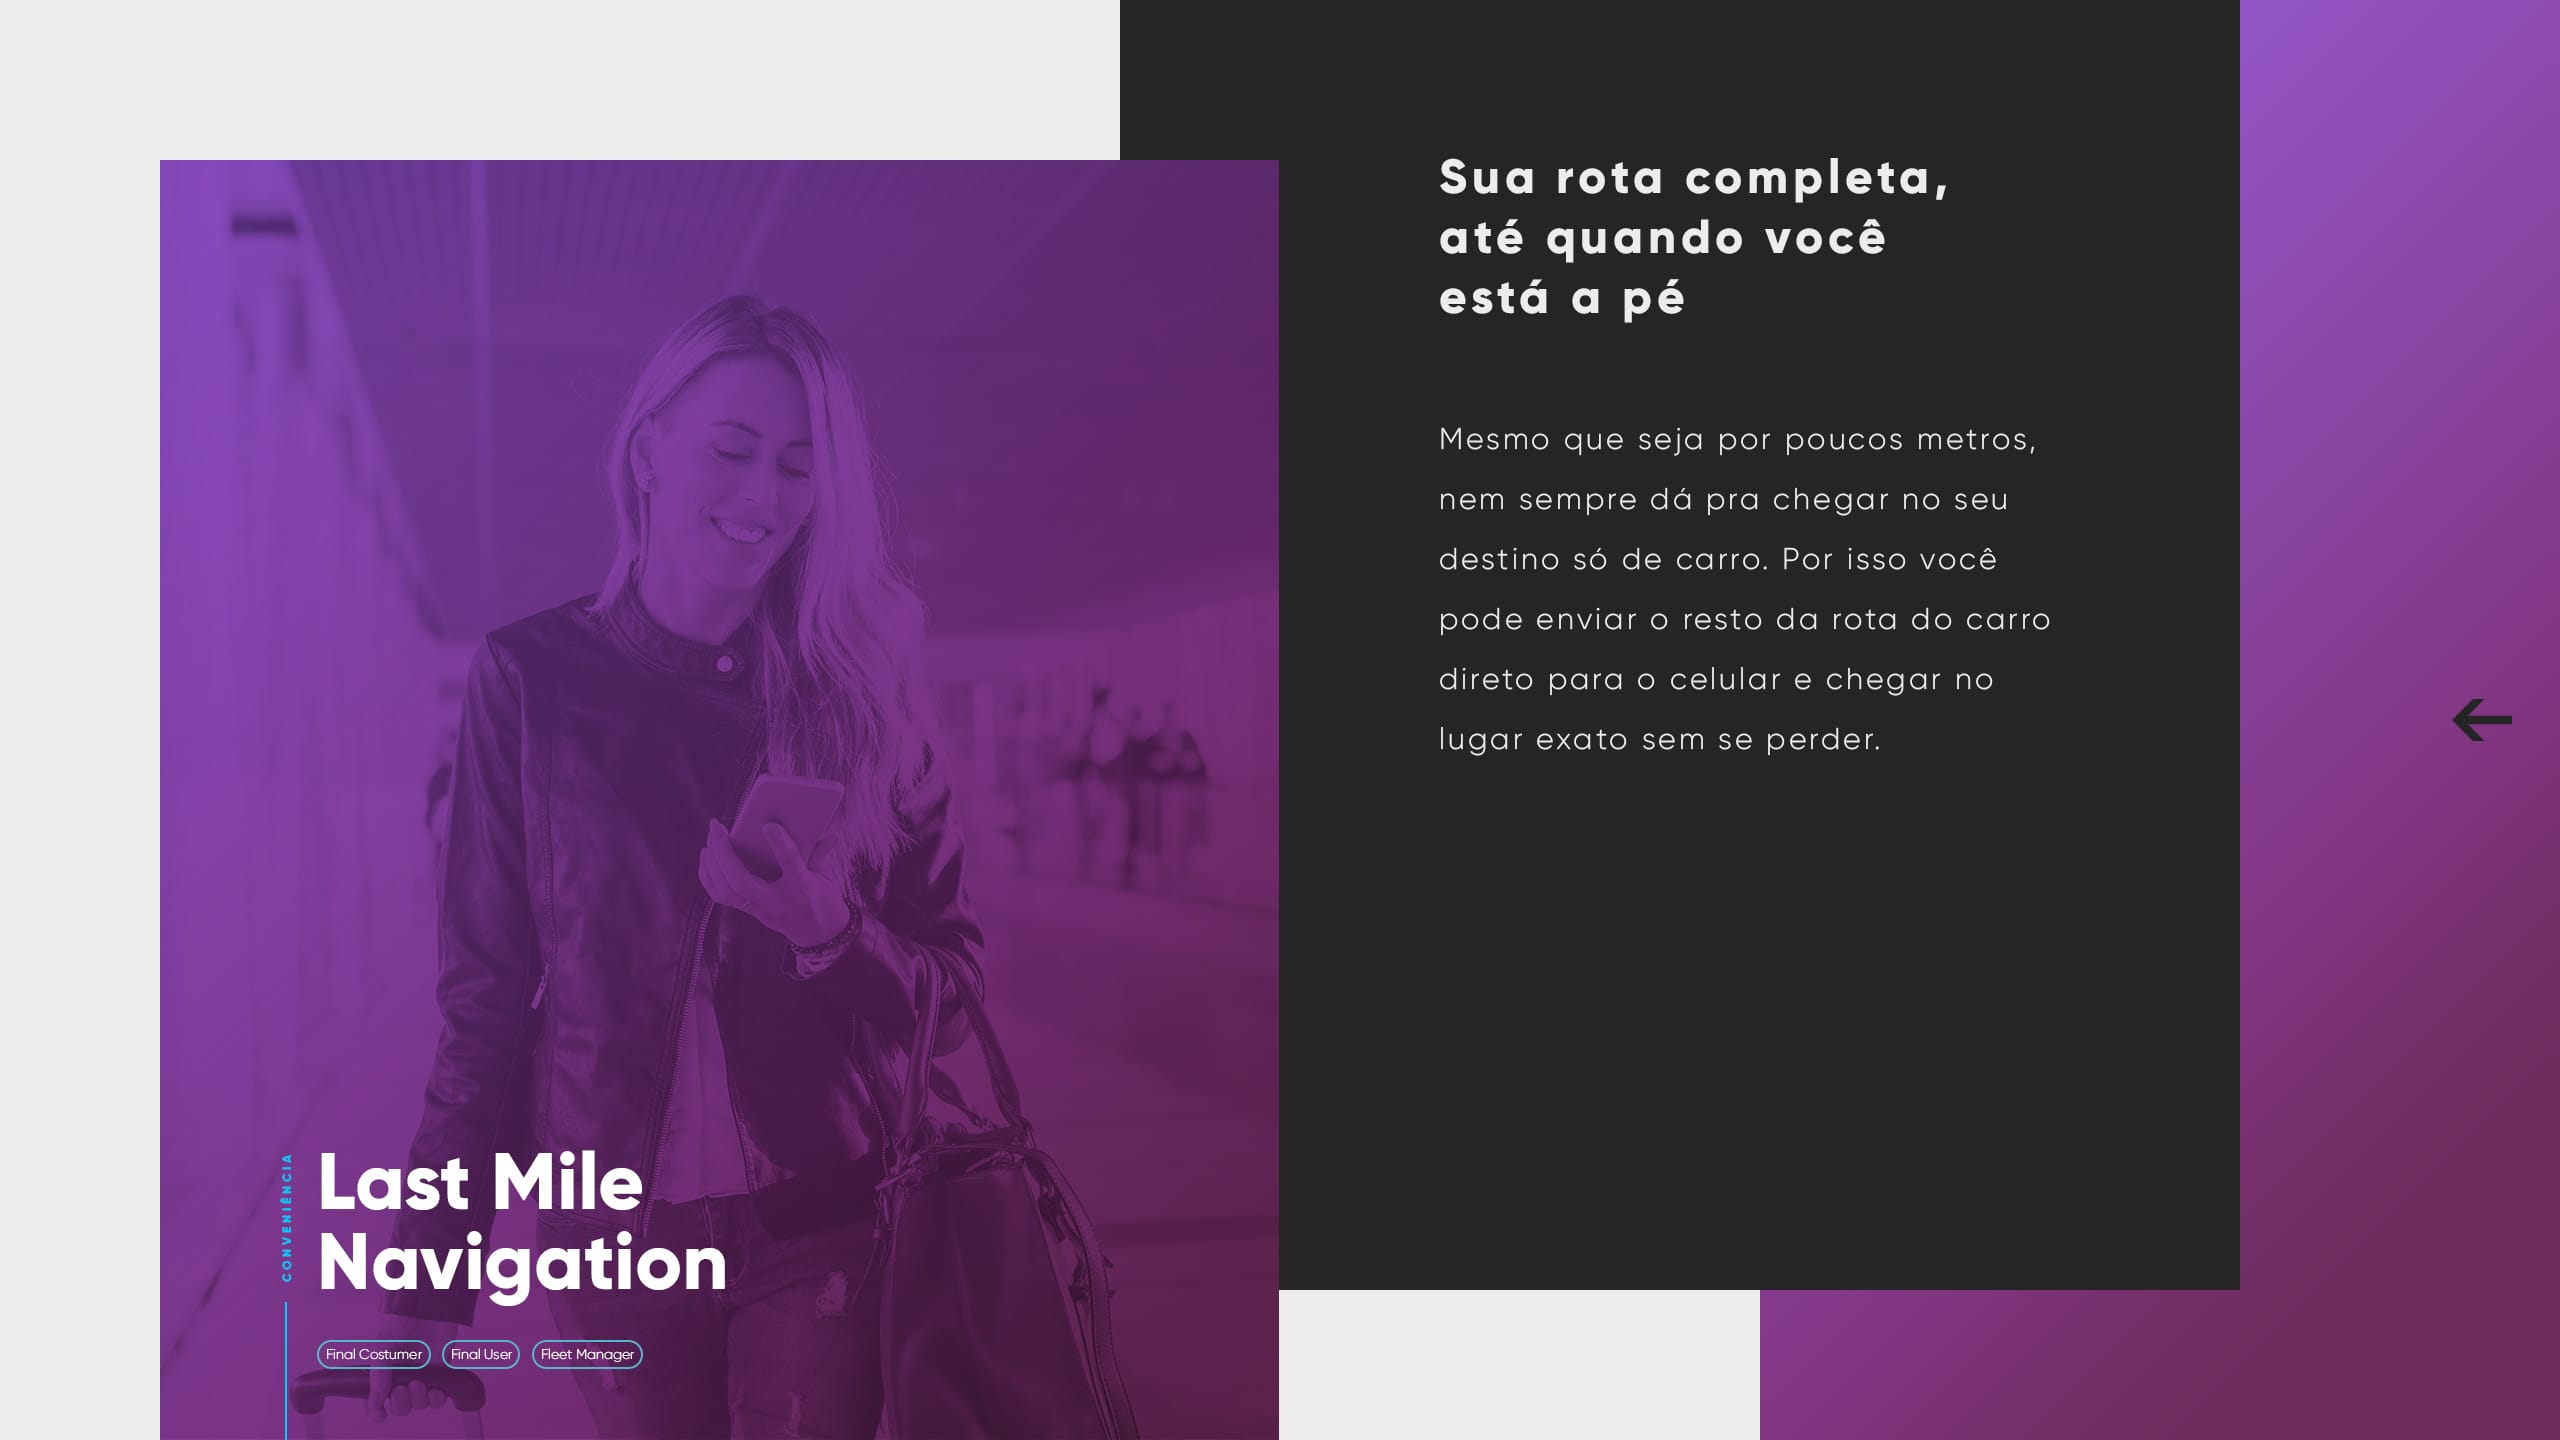 CONVENIÊNCIA
Last Mile
Navigation
Final Costumer
Final User
Fleet Manager
Sua rota completa,
até quando você
está a pé
Mesmo que seja por poucos metros,
nem sempre dá pra chegar no seu
destino só de carro. Por isso você
pode enviar o resto da rota do carro
direto para o celular e chegar no
lugar exato sem se perder.